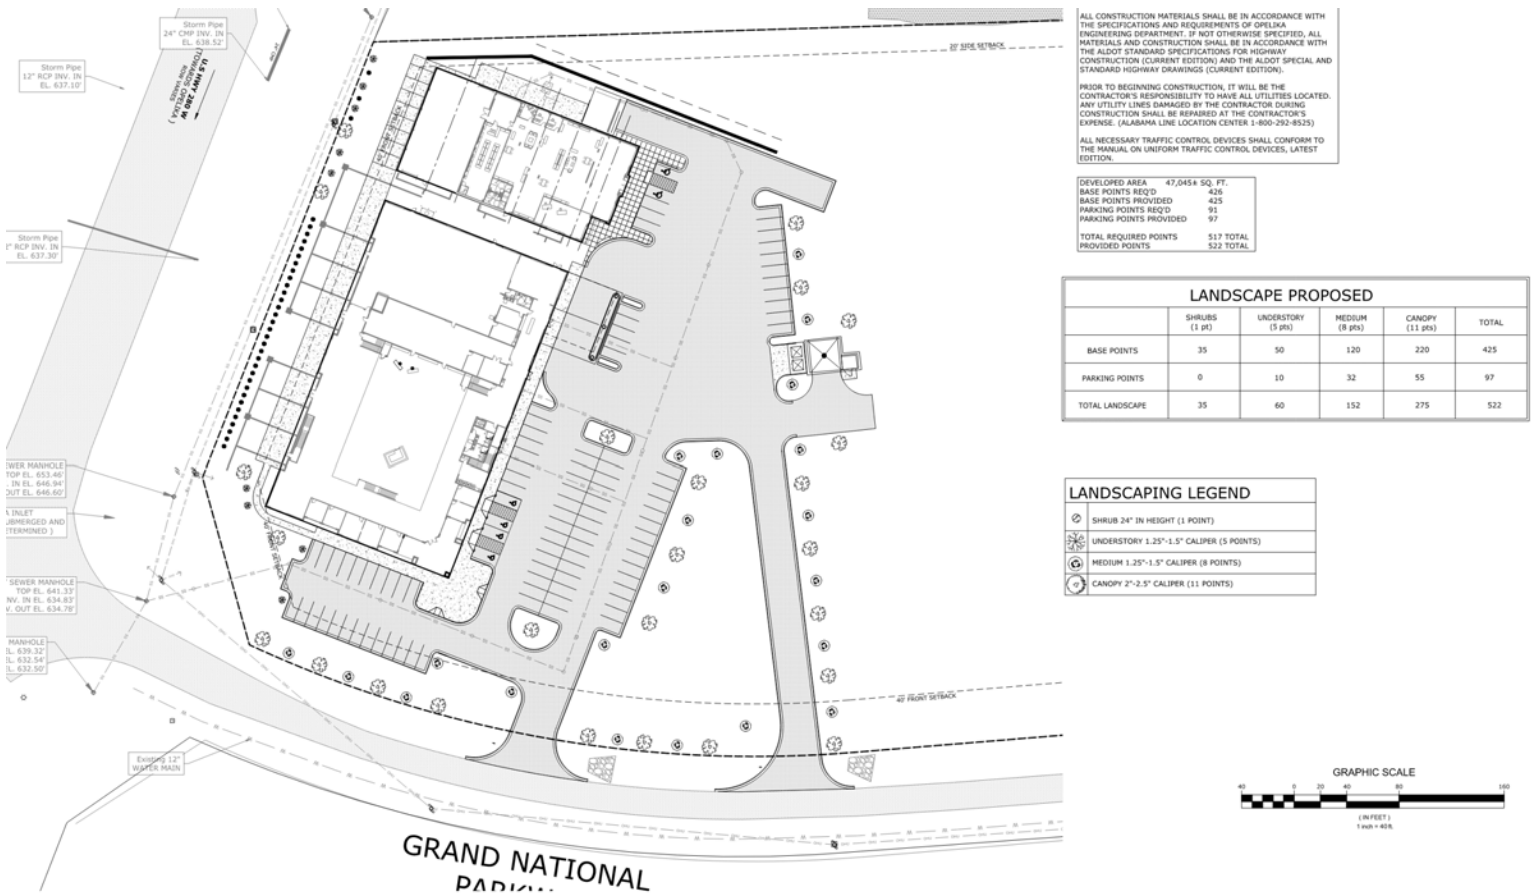 Storm Pipe
24" CMP INV. IN
EL. 638.52'
24" CMP
Storm Pipe
12" RCP INV. IN
EL. 637.10'
U.S HWY 280 W
(TOWARDS OPELIKA )
ROW VARIES
Storm Pipe
2" RCP INV. IN
EL. 637.30'
EWER MANHOLE
TOP EL. 653.46'
. IN EL. 646.94'
OUT EL. 646.60'
A INLET
UBMERGED AND
ETERMINED )
SEWER MANHOLE
TOP EL. 641.33'
NV. IN EL. 634.83'
V. OUT EL. 634.78'
MANHOLE
EL. 639.32'
EL. 632.54'
EL. 632.50'
Existing 12"
WATER MAIN
20' SIDE SETBACK
40' FRONT SETBACK
GRAND NATIONAL
ALL CONSTRUCTION MATERIALS SHALL BE IN ACCORDANCE WITH
THE SPECIFICATIONS AND REQUIREMENTS OF OPELIKA
ENGINEERING DEPARTMENT. IF NOT OTHERWISE SPECIFIED, ALL
MATERIALS AND CONSTRUCTION SHALL BE IN ACCORDANCE WITH
THE ALDOT STANDARD SPECIFICATIONS FOR HIGHWAY
CONSTRUCTION (CURRENT EDITION) AND THE ALDOT SPECIAL AND
STANDARD HIGHWAY DRAWINGS (CURRENT EDITION).
PRIOR TO BEGINNING CONSTRUCTION, IT WILL BE THE
CONTRACTOR'S RESPONSIBILITY TO HAVE ALL UTILITIES LOCATED.
ANY UTILITY LINES DAMAGED BY THE CONTRACTOR DURING
CONSTRUCTION SHALL BE REPAIRED AT THE CONTRACTOR'S
EXPENSE. (ALABAMA LINE LOCATION CENTER 1-800-292-8525)
ALL NECESSARY TRAFFIC CONTROL DEVICES SHALL CONFORM TO
THE MANUAL ON UNIFORM TRAFFIC CONTROL DEVICES, LATEST
EDITION.
DEVELOPED AREA 47,045± SQ. FT.
BASE POINTS REQ'D 426
BASE POINTS PROVIDED 425
PARKING POINTS REQ'D 91
PARKING POINTS PROVIDED 97
TOTAL REQUIRED POINTS 517 TOTAL
PROVIDED POINTS 522 TOTAL
LANDSCAPE PROPOSED
SHRUBS UNDERSTORY MEDIUM CANOPY TOTAL
(1 pt) (5 pts) (8 pts) (11 pts)
BASE POINTS 35 50 120 220 425
PARKING POINTS 0 10 32 55 97
TOTAL LANDSCAPE 35 60 152 275 522
LANDSCAPING LEGEND
SHRUB 24" IN HEIGHT (1 POINT)
UNDERSTORY 1.25"-1.5" CALIPER (5 POINTS)
MEDIUM 1.25"-1.5" CALIPER (8 POINTS)
CANOPY 2"-2.5" CALIPER (11 POINTS)
GRAPHIC SCALE
40 0 20 40 80 160
( IN FEET )
1 inch = 40 ft.